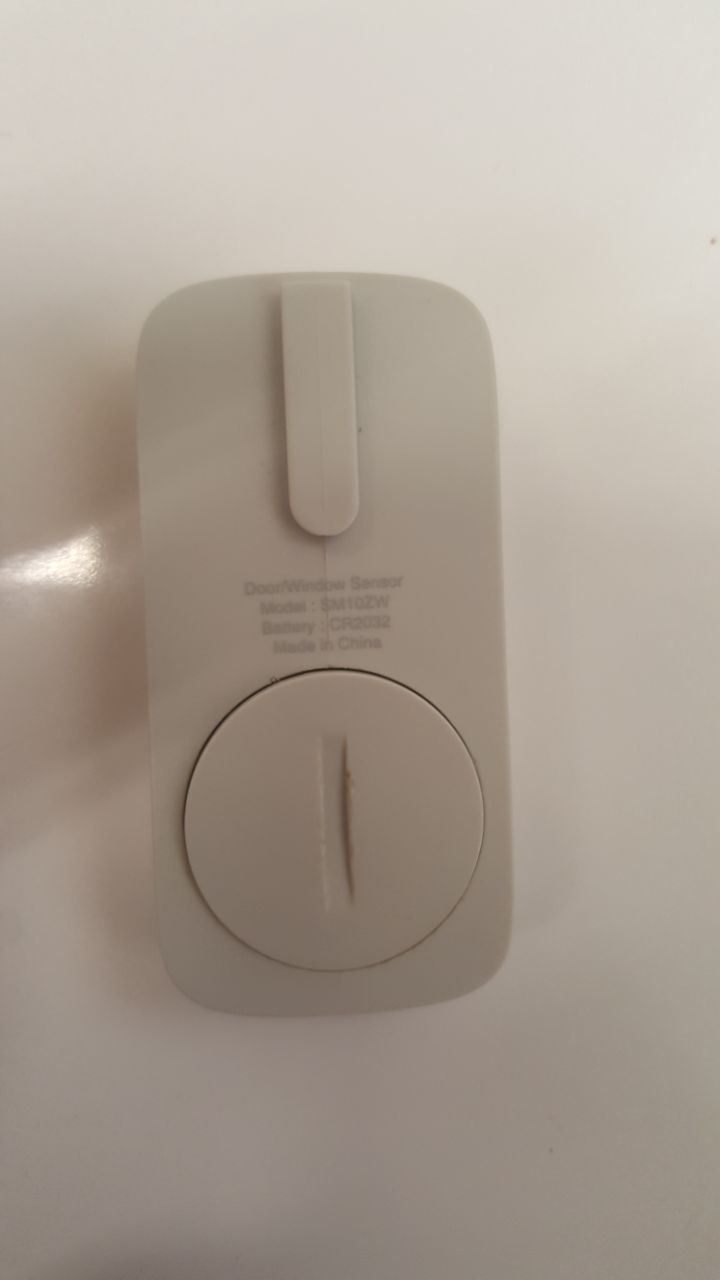 Door/Window Sensor
Model : SM10ZW
Battery : CR2032
Made in China